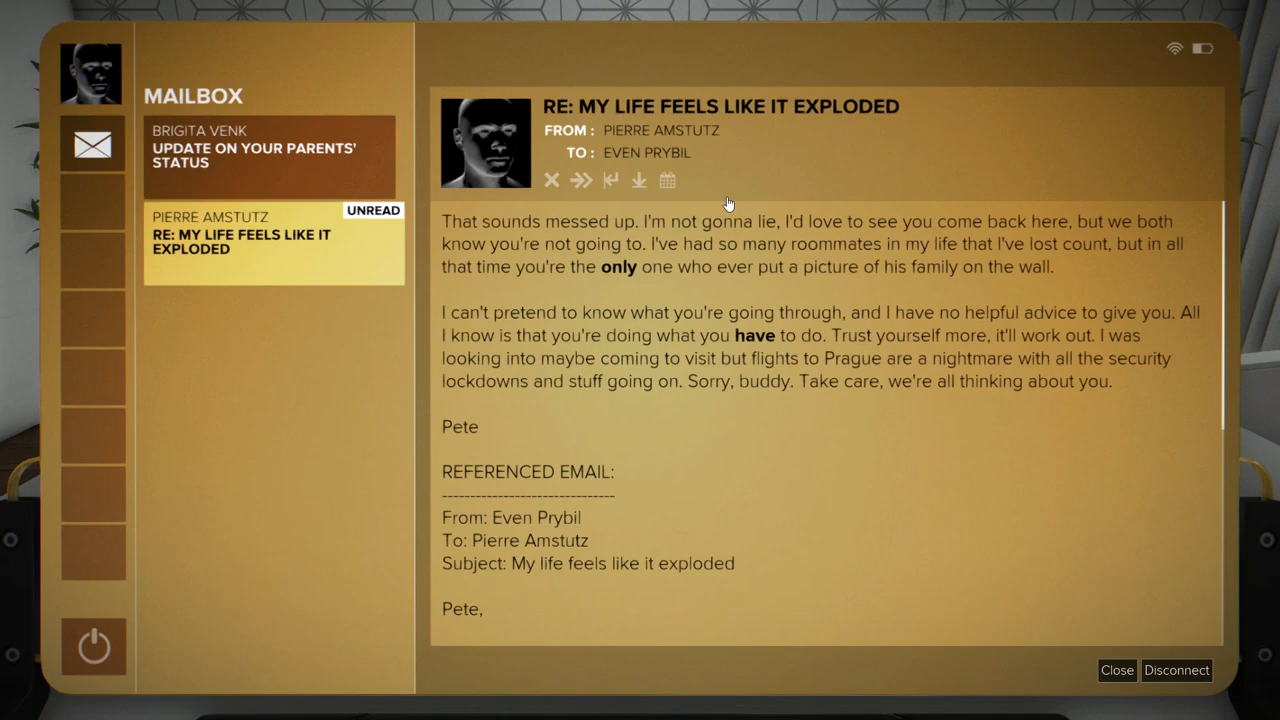 MAILBOX
BRIGITA VENK
UPDATE ON YOUR PARENTS'
STATUS
UNREAD
PIERRE AMSTUTZ
RE: MY LIFE FEELS LIKE IT
EXPLODED
RE: MY LIFE FEELS LIKE IT EXPLODED
FROM : PIERRE AMSTUTZ
TO : EVEN PRYBIL
That sounds messed up. I'm not gonna lie, I'd love to see you come back here, but we both
know you're not going to. I've had so many roommates in my life that I've lost count, but in all
that time you're the only one who ever put a picture of his family on the wall.
I can't pretend to know what you're going through, and I have no helpful advice to give you. All
I know is that you're doing what you have to do. Trust yourself more, it'll work out. I was
looking into maybe coming to visit but flights to Prague are a nightmare with all the security
lockdowns and stuff going on. Sorry, buddy. Take care, we're all thinking about you.
Pete
REFERENCED EMAIL:
-------------------------------
From: Even Prybil
To: Pierre Amstutz
Subject: My life feels like it exploded
Pete,
Close Disconnect